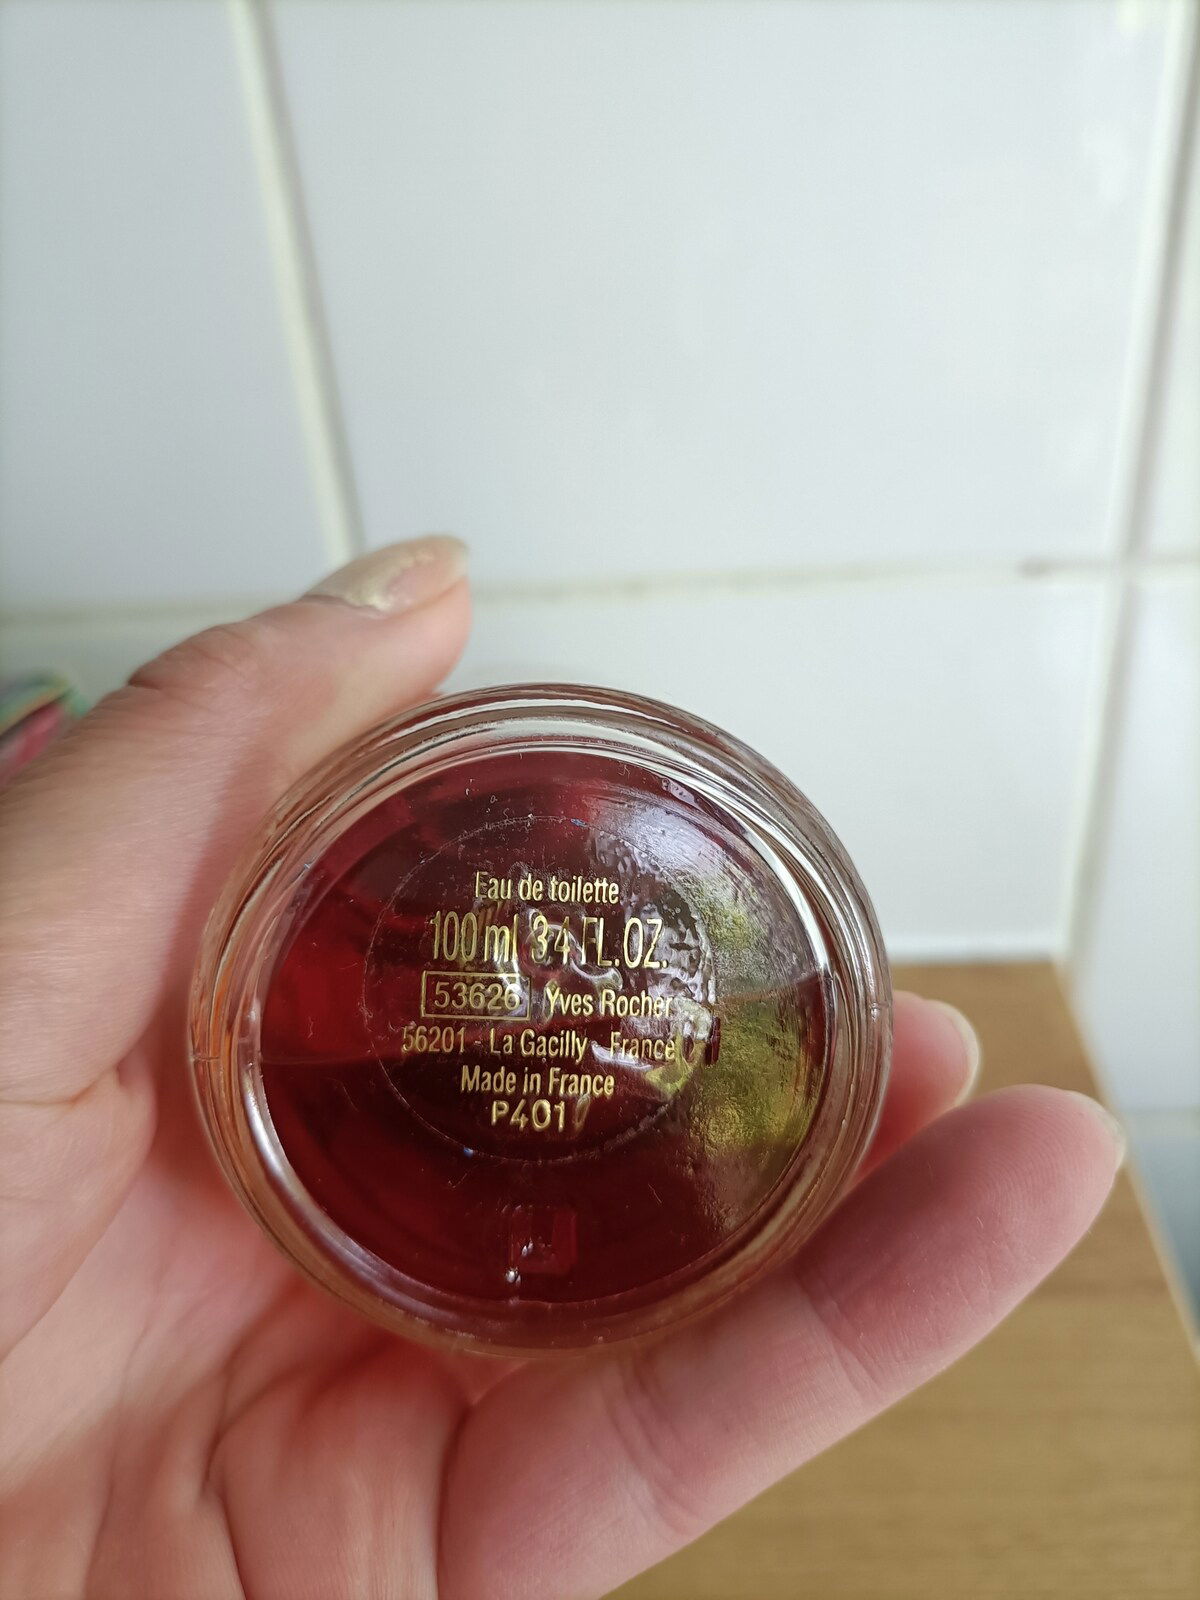 Eau de toilette
100 ml 3.4 FL.OZ.
53626 Yves Rocher
56201 - La Gacilly - France
Made in France
P401